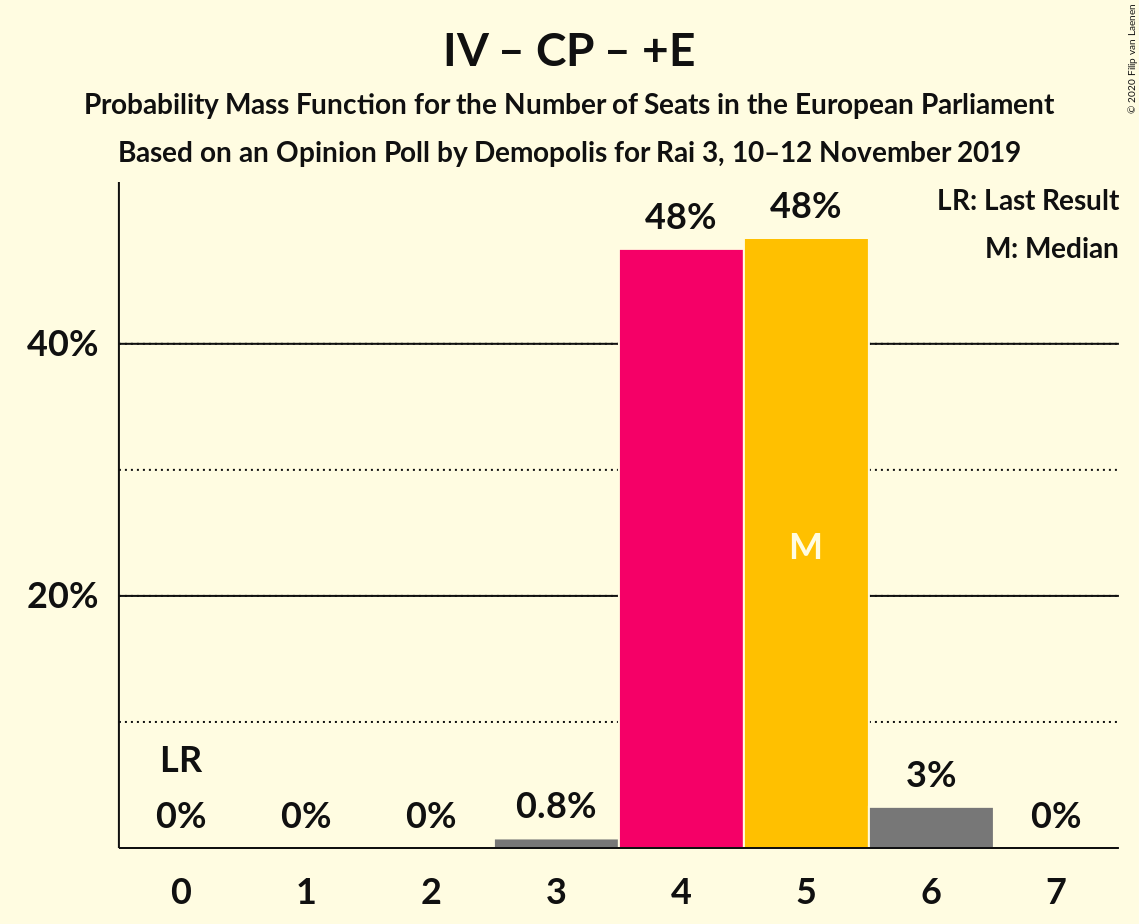 IV – CP – +E
Probability Mass Function for the Number of Seats in the European Parliament
Based on an Opinion Poll by Demopolis for Rai 3, 10–12 November 2019
© 2020 Filip van Laenen
LR: Last Result
M: Median
48%
48%
40%
M
20%
LR
0%
0%
0%
0.8%
3%
0%
0
1
2
3
4
5
6
7